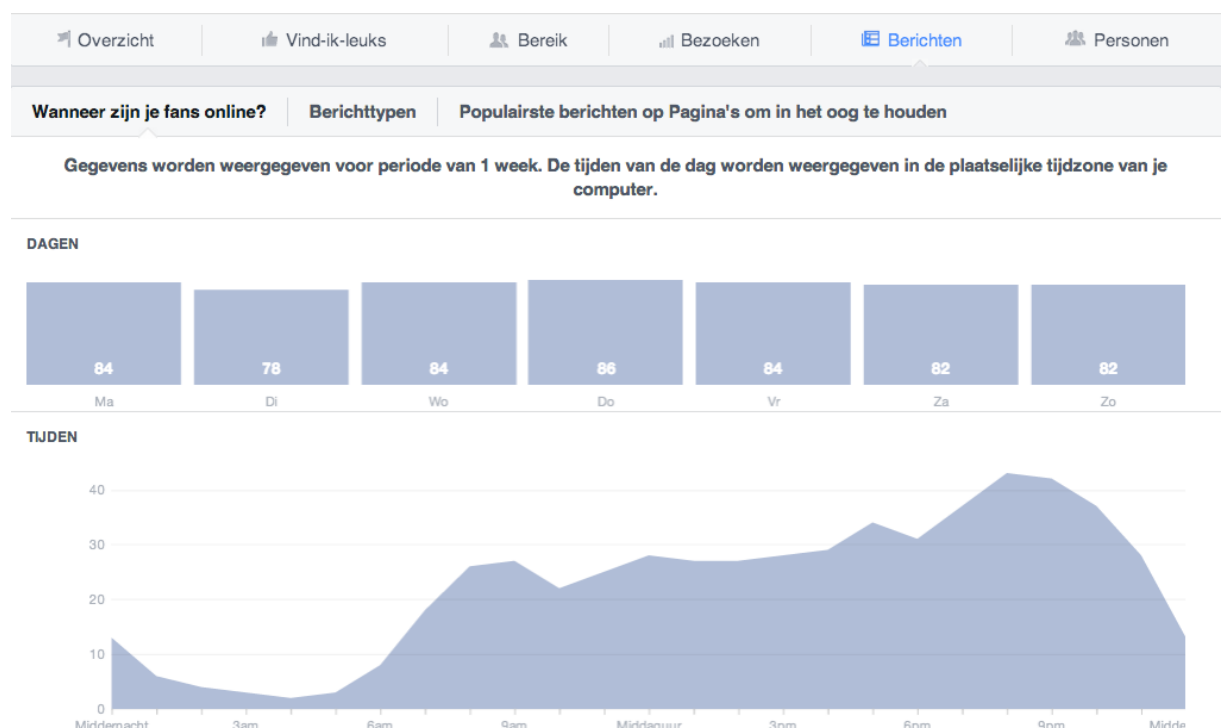 Overzicht Vind-ik-leuks Bereik Bezoeken Berichten Personen
Wanneer zijn je fans online? Berichttypen Populairste berichten op Pagina's om in het oog te houden
Gegevens worden weergegeven voor periode van 1 week. De tijden van de dag worden weergegeven in de plaatselijke tijdzone van je
computer.
DAGEN
84 78 84 86 84 82 82
Ma Di Wo Do Vr Za Zo
TIJDEN
40
30
20
10
0
Middernacht 3am 6am 9am Middaguur 3pm 6pm 9pm Midde